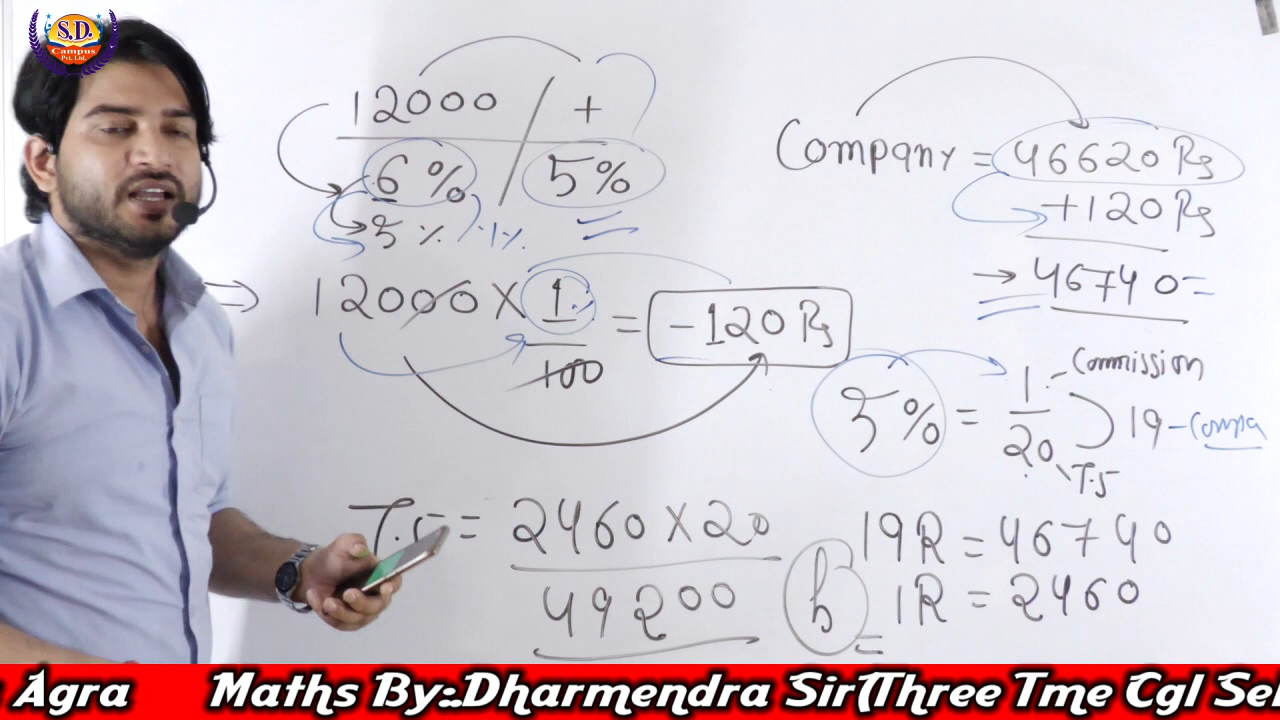 S.D.
Campus
Pvt. Ltd.
12000 / +
6% / 5%
5 % 1%
⇒ 12000 × 1/100 = -120 Rs
Company = 46620 Rs
+120 Rs
→ 46740=
5% = 1/20
Commission
19 - Compa
T.S
T.S = 2460 × 20
49200
19R = 46740
1R = 2460
b
Agra Maths By:-Dharmendra Sir(Three Tme Cgl Sel